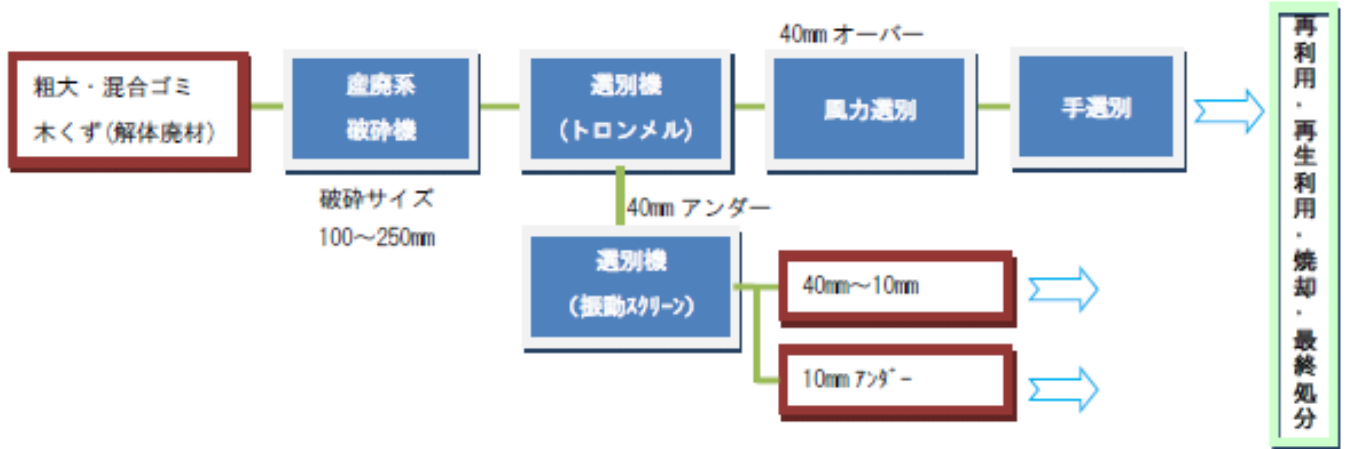 粗大・混合ゴミ
木くず(解体廃材)
産廃系
破砕機
破砕サイズ
100～250mm
選別機
(トロンメル)
40mm オーバー
風力選別
手選別
40mm アンダー
選別機
(振動ｽｸﾘｰﾝ)
40mm～10mm
10mm ｱﾝﾀﾞｰ
再利用・再生利用・焼却・最終処分